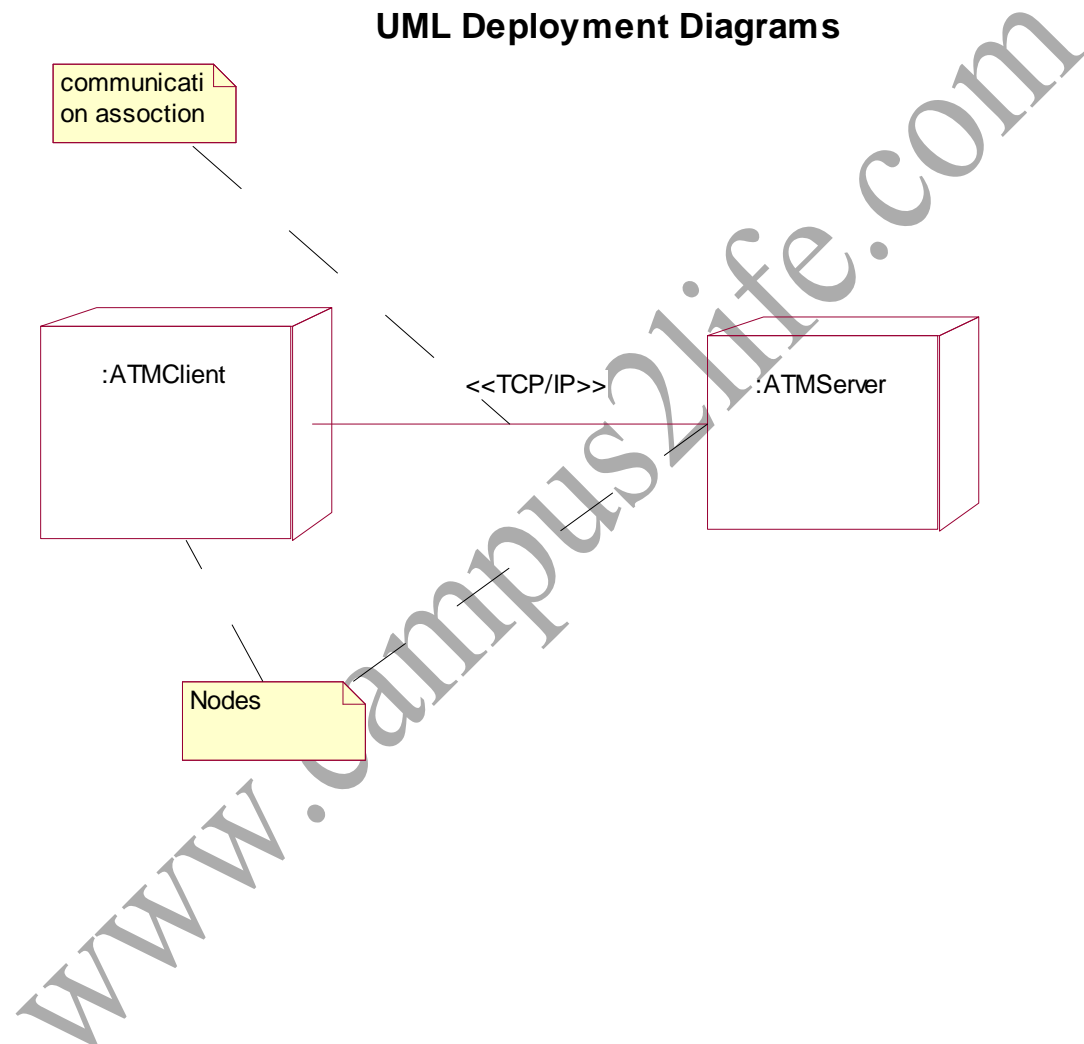 UML Deployment Diagrams
communicati
on assoction
:ATMClient
<<TCP/IP>>
:ATMServer
Nodes
www.campus2life.com